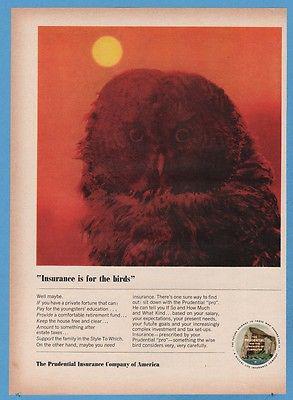 "Insurance is for the birds"
Well maybe.
If you have a private fortune that can:
Pay for the youngsters' education...
Provide a comfortable retirement fund...
Keep the house free and clear...
Amount to something after
estate taxes...
Support the family in the Style To Which.
On the other hand, maybe you need
insurance. There's one sure way to find
out: sit down with the Prudential "pro".
He can tell you If So and How Much
and What Kind... based on your salary,
your expectations, your present needs,
your future goals and your increasingly
complex investment and tax set-ups.
Insurance—prescribed by your
Prudential "pro"—something the wise
bird considers very, very carefully.
The Prudential Insurance Company of America
PRUDENTIAL